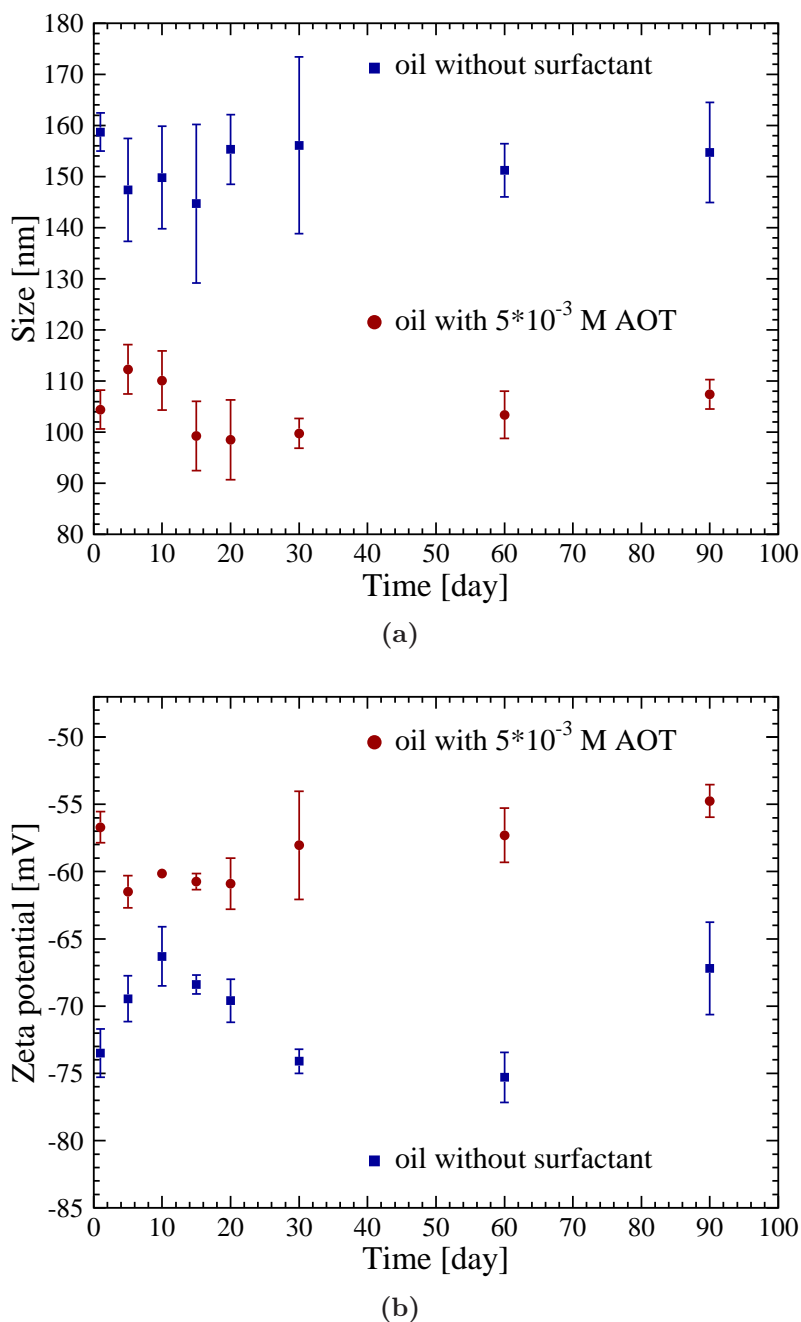 180
170
160
150
140
130
120
110
100
90
80
Size [nm]
oil without surfactant
oil with 5*10⁻³ M AOT
0 10 20 30 40 50 60 70 80 90 100
Time [day]
(a)
-50
-55
-60
-65
-70
-75
-80
-85
Zeta potential [mV]
oil with 5*10⁻³ M AOT
oil without surfactant
0 10 20 30 40 50 60 70 80 90 100
Time [day]
(b)